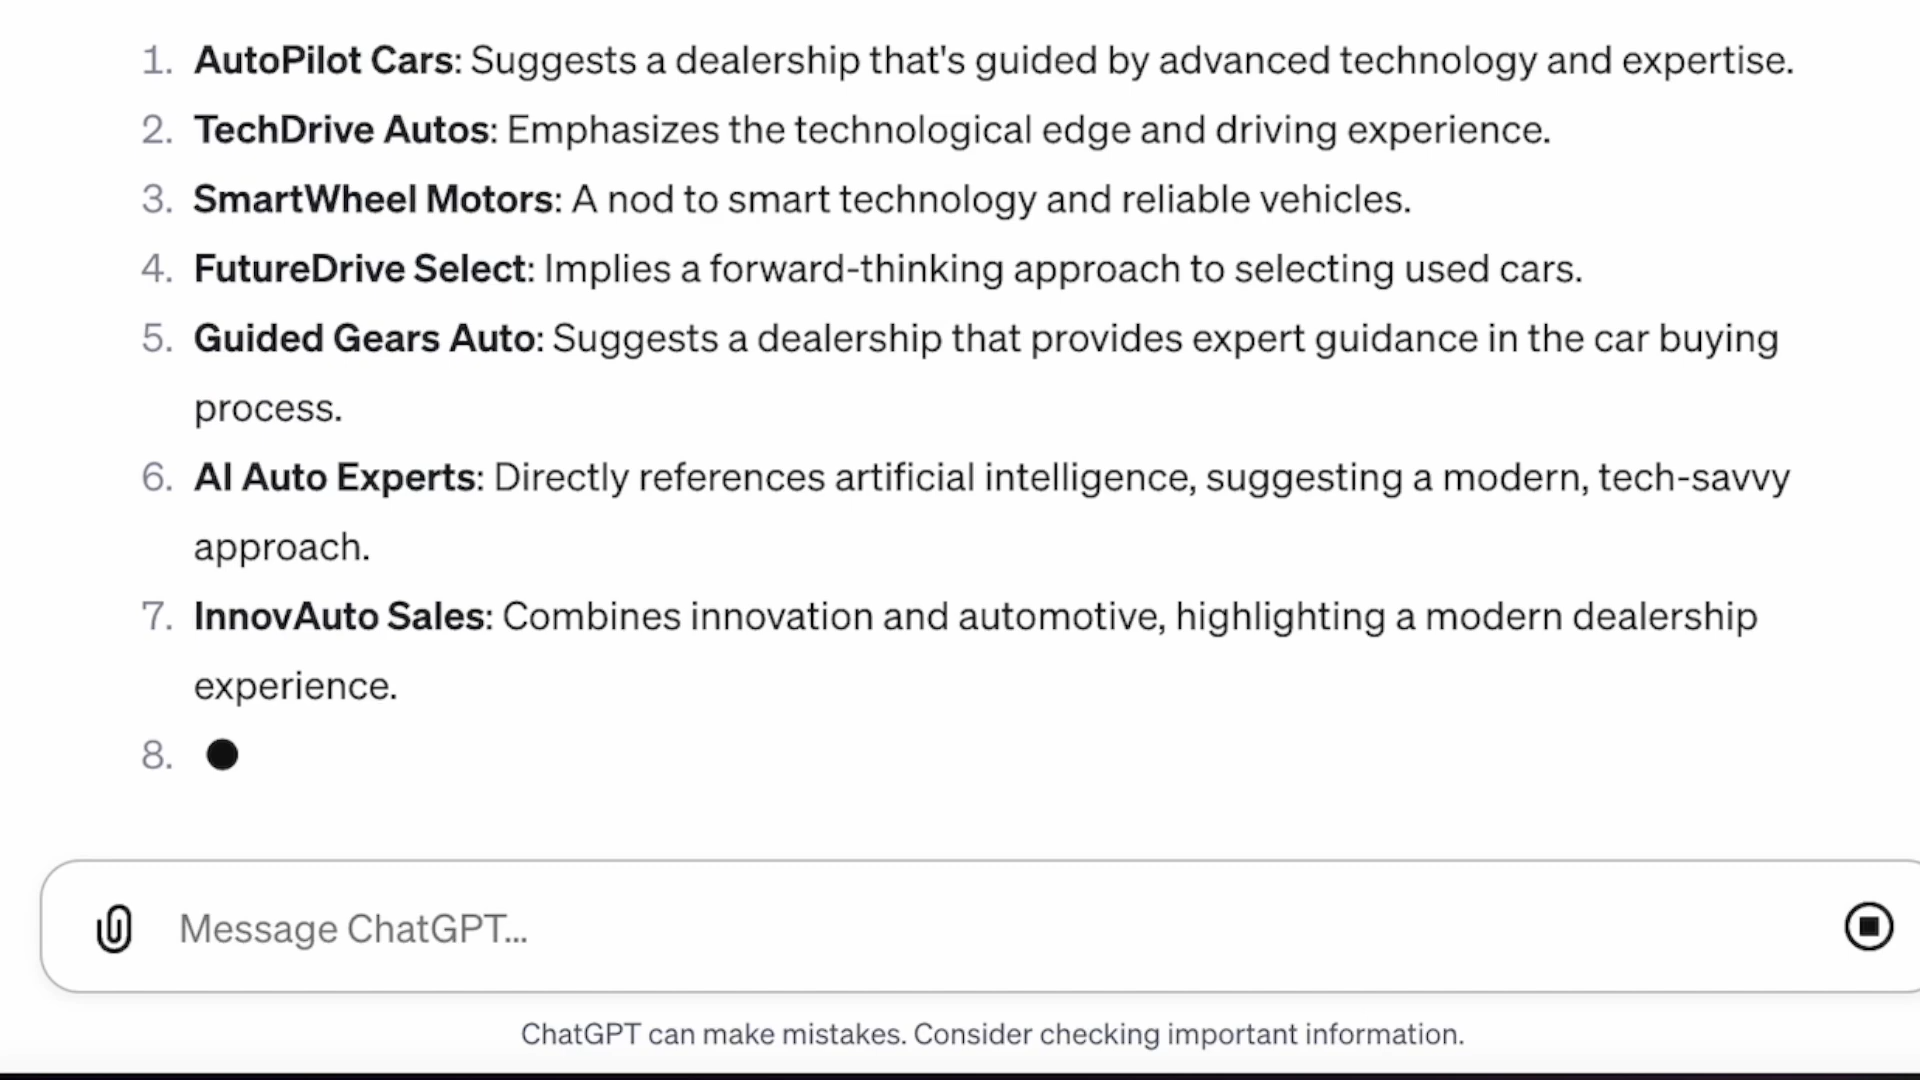 1. AutoPilot Cars: Suggests a dealership that's guided by advanced technology and expertise.
2. TechDrive Autos: Emphasizes the technological edge and driving experience.
3. SmartWheel Motors: A nod to smart technology and reliable vehicles.
4. FutureDrive Select: Implies a forward-thinking approach to selecting used cars.
5. Guided Gears Auto: Suggests a dealership that provides expert guidance in the car buying
process.
6. AI Auto Experts: Directly references artificial intelligence, suggesting a modern, tech-savvy
approach.
7. InnovAuto Sales: Combines innovation and automotive, highlighting a modern dealership
experience.
8.
Message ChatGPT...
ChatGPT can make mistakes. Consider checking important information.